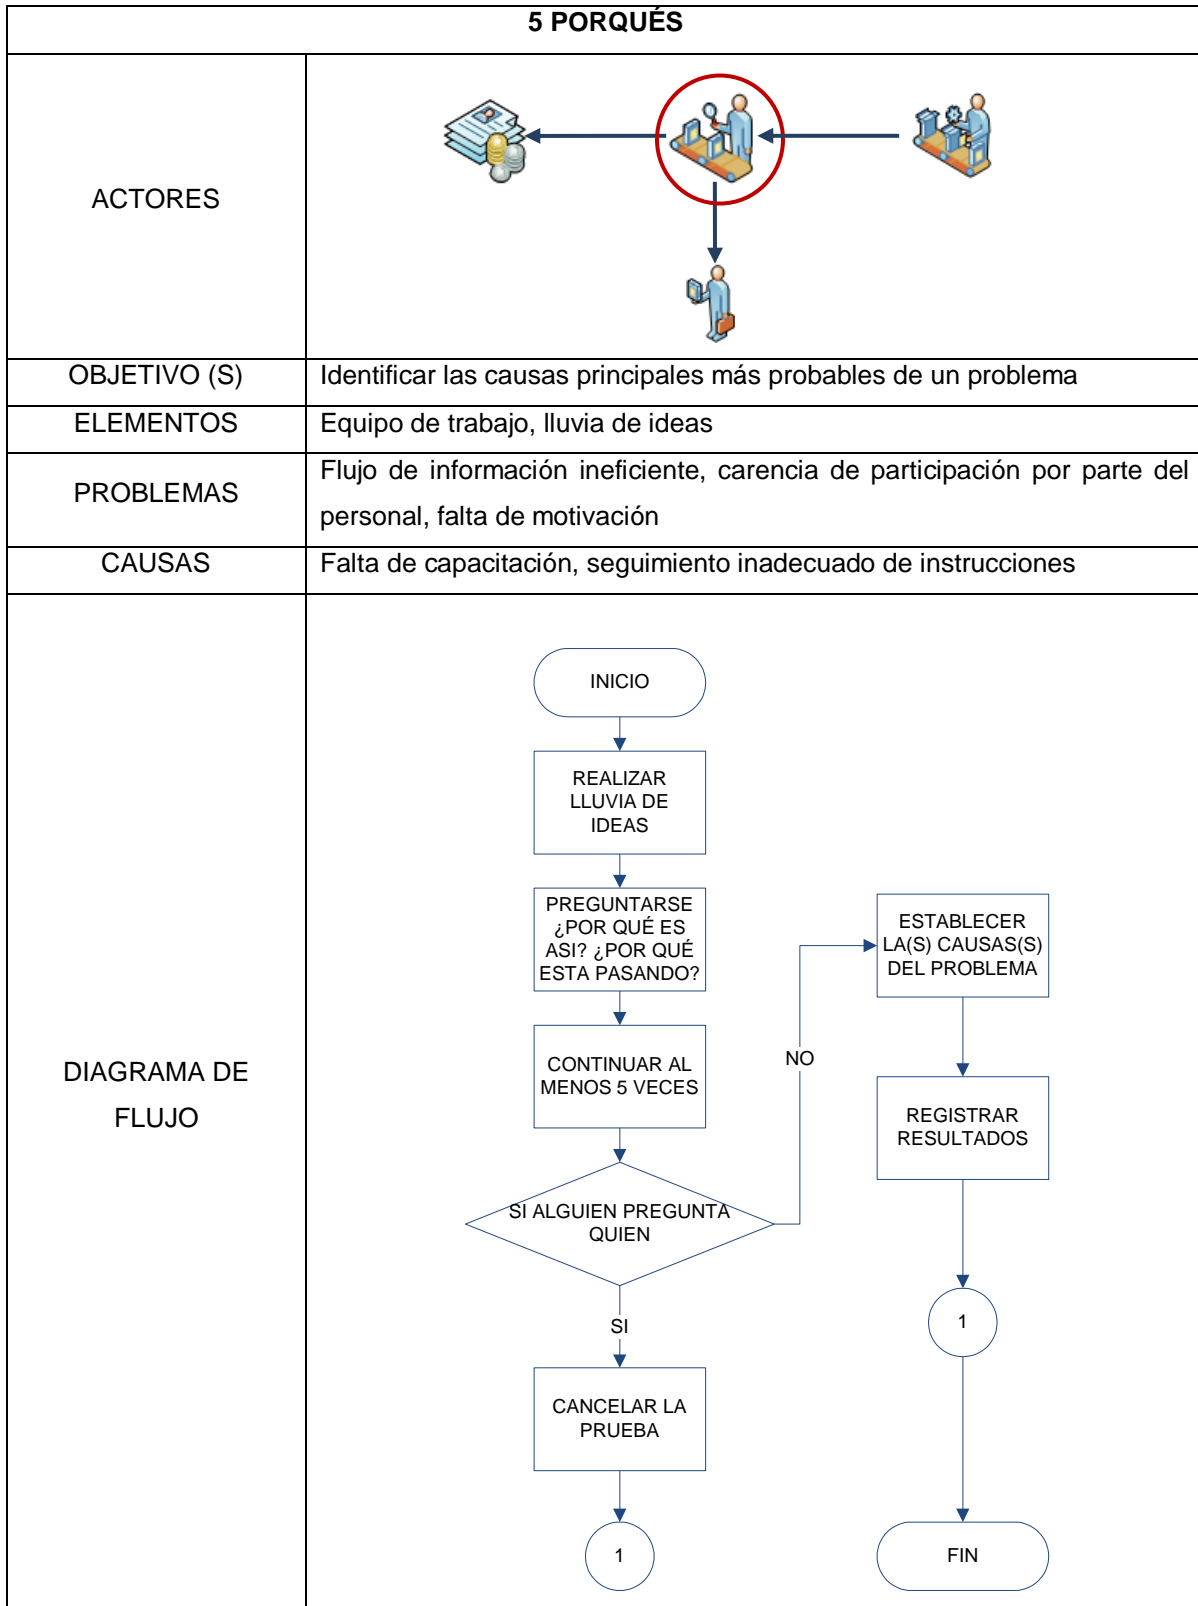 5 PORQUÉS
ACTORES
OBJETIVO (S)
Identificar las causas principales más probables de un problema
ELEMENTOS
Equipo de trabajo, lluvia de ideas
PROBLEMAS
Flujo de información ineficiente, carencia de participación por parte del
personal, falta de motivación
CAUSAS
Falta de capacitación, seguimiento inadecuado de instrucciones
DIAGRAMA DE
FLUJO
INICIO
REALIZAR
LLUVIA DE
IDEAS
PREGUNTARSE
¿POR QUÉ ES
ASI? ¿POR QUÉ
ESTA PASANDO?
CONTINUAR AL
MENOS 5 VECES
SI ALGUIEN PREGUNTA
QUIEN
SI
CANCELAR LA
PRUEBA
1
NO
ESTABLECER
LA(S) CAUSAS(S)
DEL PROBLEMA
REGISTRAR
RESULTADOS
1
FIN